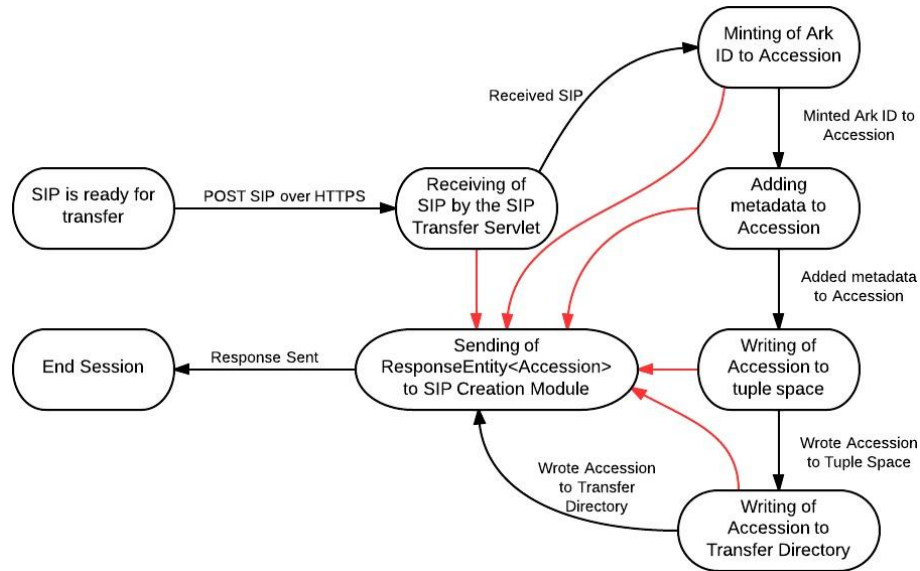 Minting of Ark
ID to Accession
Received SIP
Minted Ark ID to
Accession
SIP is ready for
transfer
POST SIP over HTTPS
Receiving of
SIP by the SIP
Transfer Servlet
Adding
metadata to
Accession
Added metadata
to Accession
End Session
Response Sent
Sending of
ResponseEntity<Accession>
to SIP Creation Module
Writing of
Accession to
tuple space
Wrote Accession
to Tuple Space
Wrote Accession
to Transfer
Directory
Writing of
Accession to
Transfer Directory